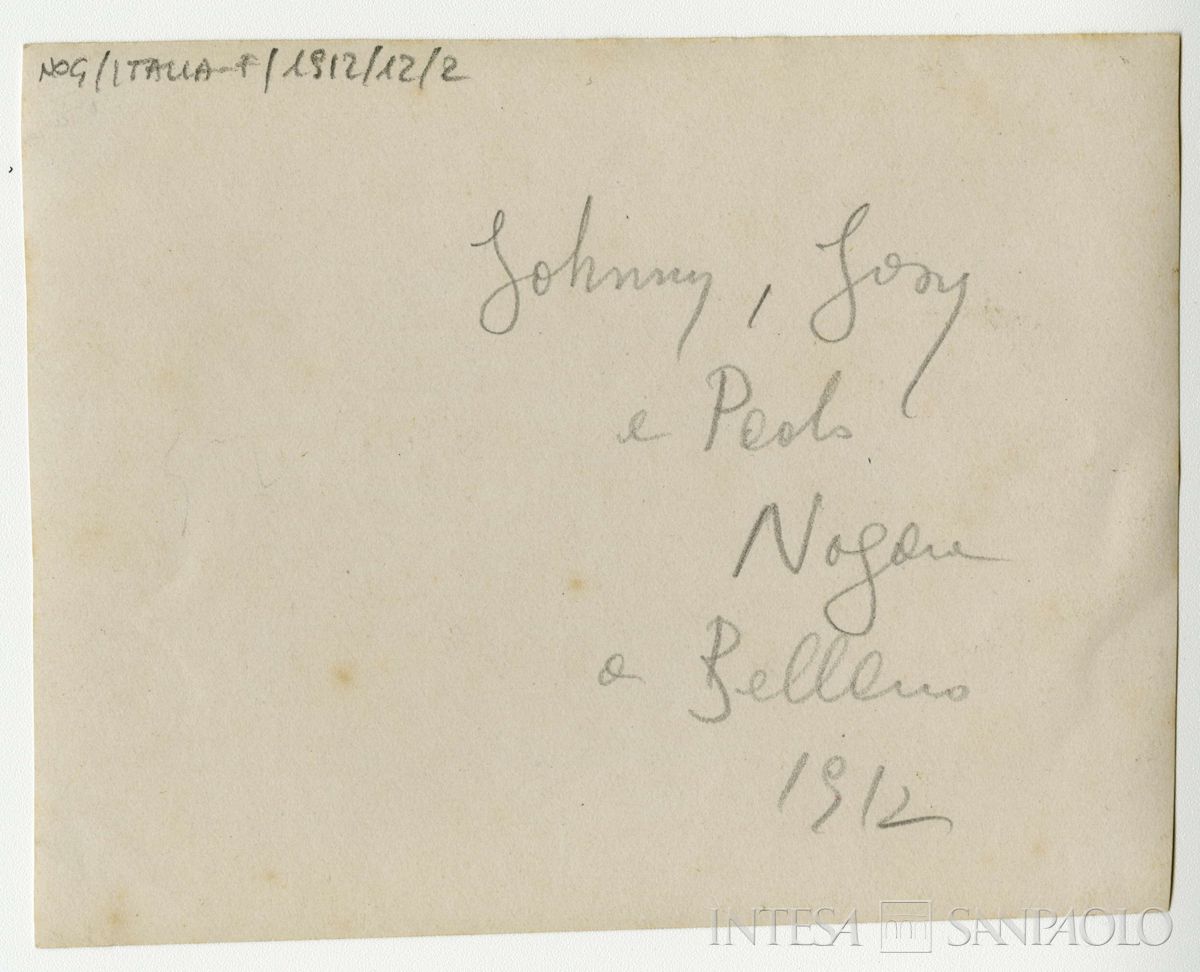 NOG/ITALIA-F/1912/12/2
Johnny, Josy
e Paolo
Nogara
a Bellano
1912
INTESA SANPAOLO